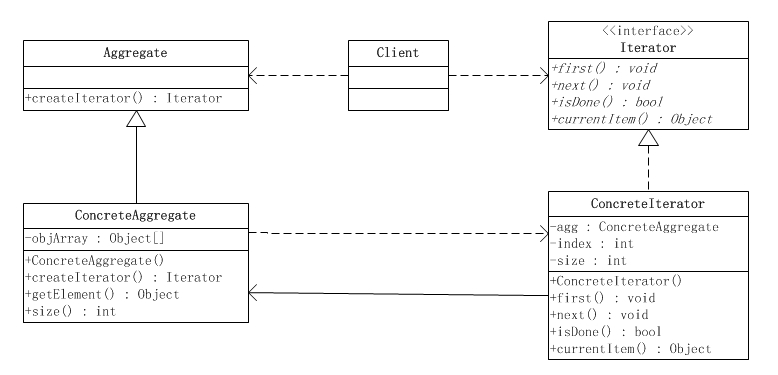 Aggregate
+createIterator() : Iterator
Client
<<interface>>
Iterator
+first() : void
+next() : void
+isDone() : bool
+currentItem() : Object
ConcreteAggregate
-objArray : Object[]
+ConcreteAggregate()
+createIterator() : Iterator
+getElement() : Object
+size() : int
ConcreteIterator
-agg : ConcreteAggregate
-index : int
-size : int
+ConcreteIterator()
+first() : void
+next() : void
+isDone() : bool
+currentItem() : Object